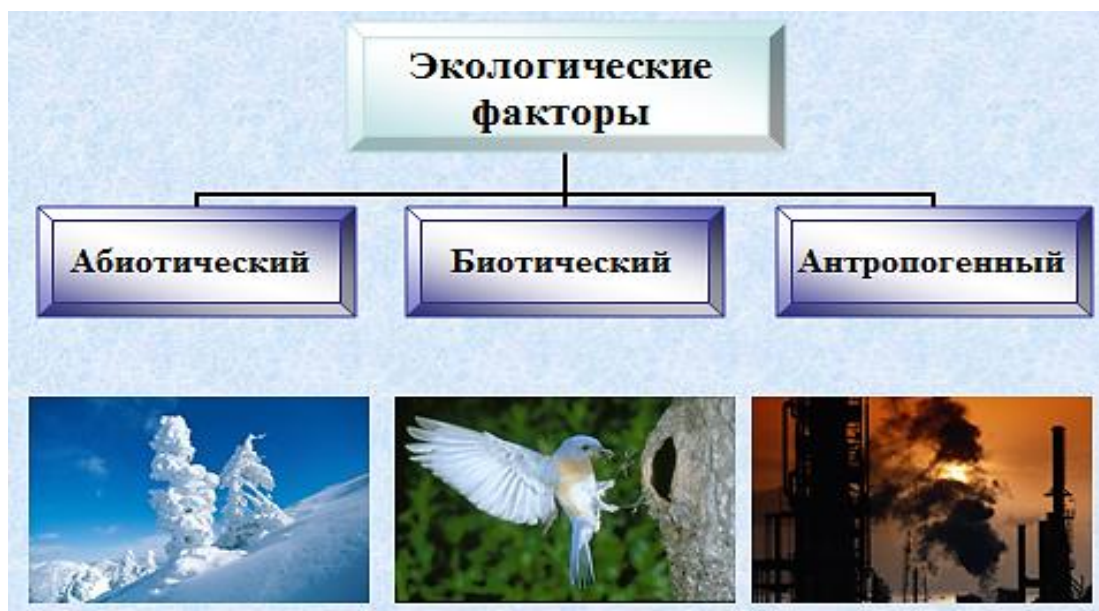 Экологические
факторы
Абиотический
Биотический
Антропогенный